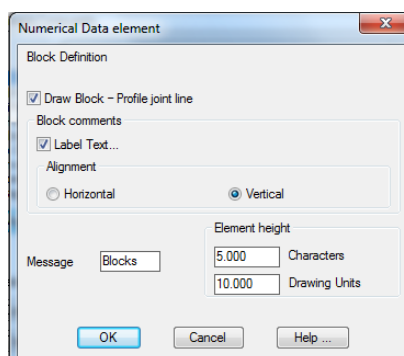 Numerical Data element
Block Definition
Draw Block - Profile joint line
Block comments
Label Text...
Alignment
Horizontal Vertical
Element height
Message Blocks 5.000 Characters
10.000 Drawing Units
OK Cancel Help ...